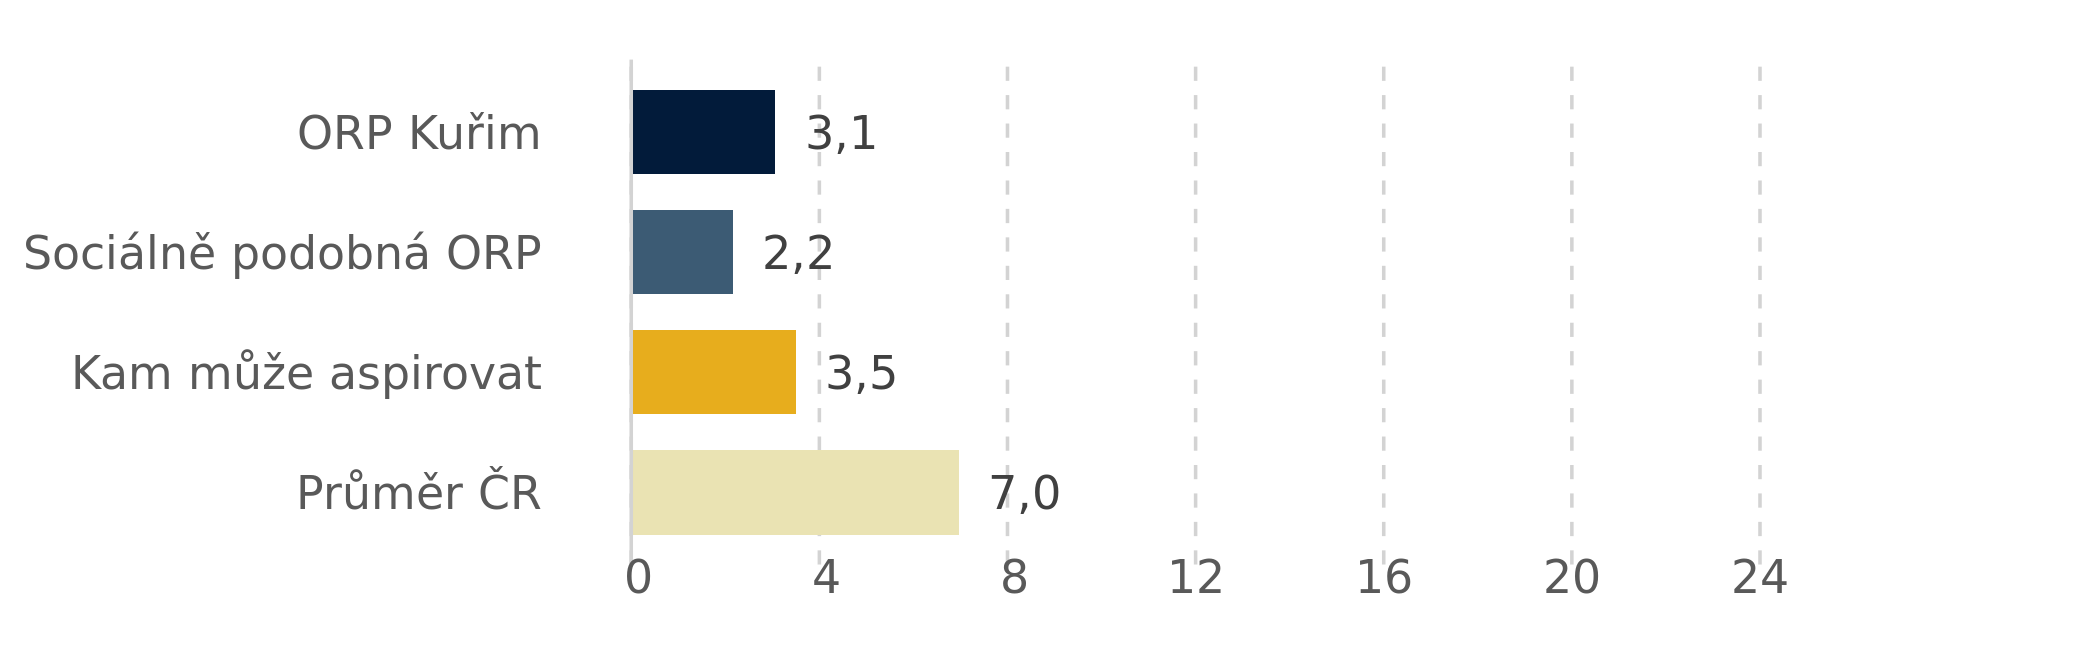 ORP Kuřim 3,1
Sociálně podobná ORP 2,2
Kam může aspirovat 3,5
Průměr ČR 7,0
0 4 8 12 16 20 24